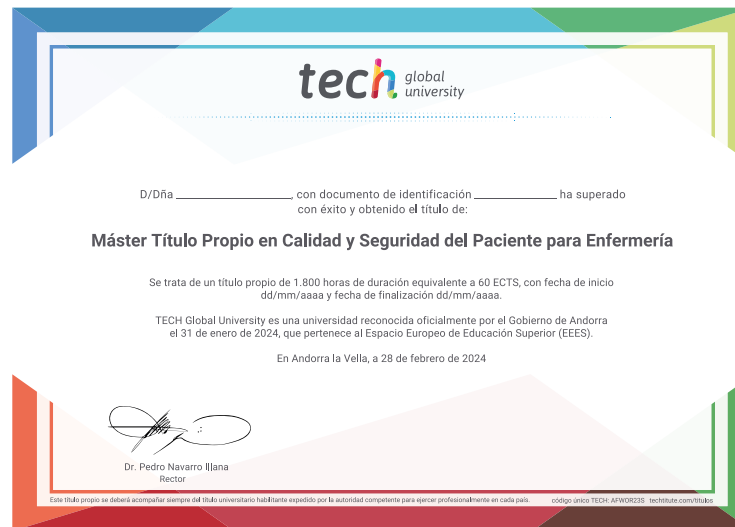 tech global university
D/Dña ______________, con documento de identificación __________ ha superado
con éxito y obtenido el título de:
Máster Título Propio en Calidad y Seguridad del Paciente para Enfermería
Se trata de un título propio de 1.800 horas de duración equivalente a 60 ECTS, con fecha de inicio
dd/mm/aaaa y fecha de finalización dd/mm/aaaa.
TECH Global University es una universidad reconocida oficialmente por el Gobierno de Andorra
el 31 de enero de 2024, que pertenece al Espacio Europeo de Educación Superior (EEES).
En Andorra la Vella, a 28 de febrero de 2024
Dr. Pedro Navarro Illana
Rector
Este título propio se deberá acompañar siempre del título universitario habilitante expedido por la autoridad competente para ejercer profesionalmente en cada país. código único TECH: AFWOR23S techtitute.com/titulos